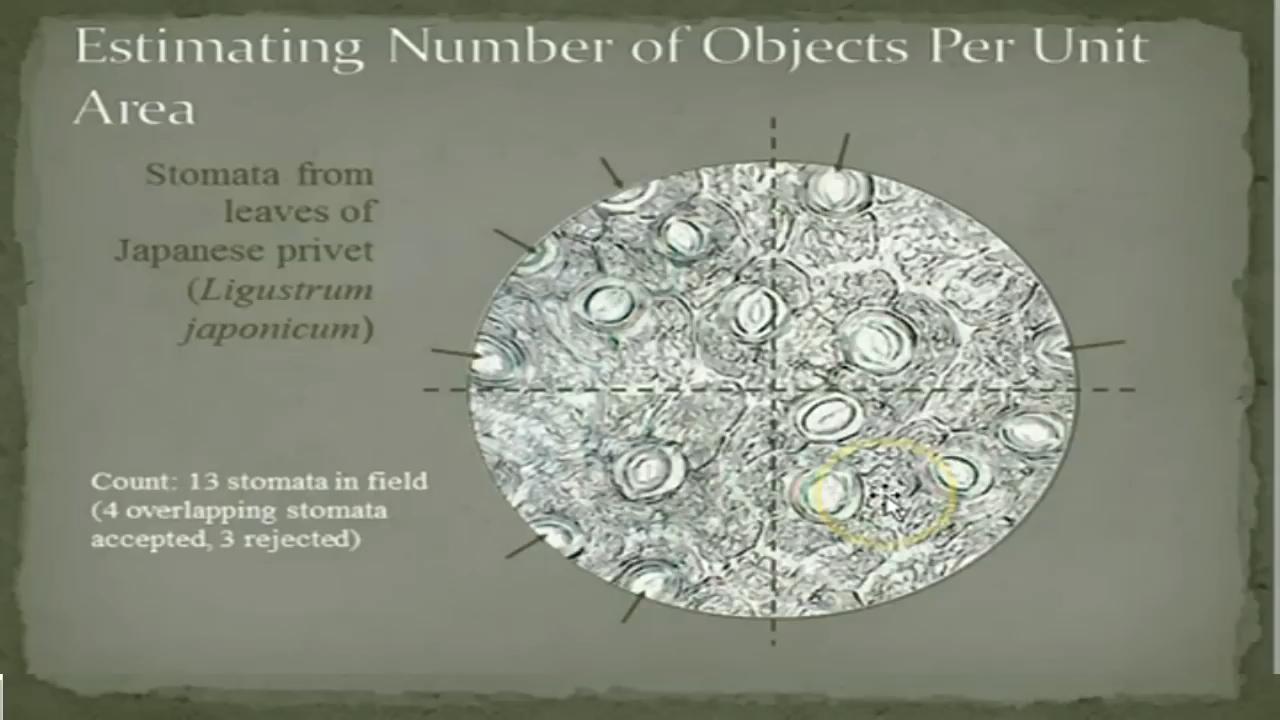 Estimating Number of Objects Per Unit
Area
Stomata from
leaves of
Japanese privet
(Ligustrum
japonicum)
Count: 13 stomata in field
(4 overlapping stomata
accepted, 3 rejected)